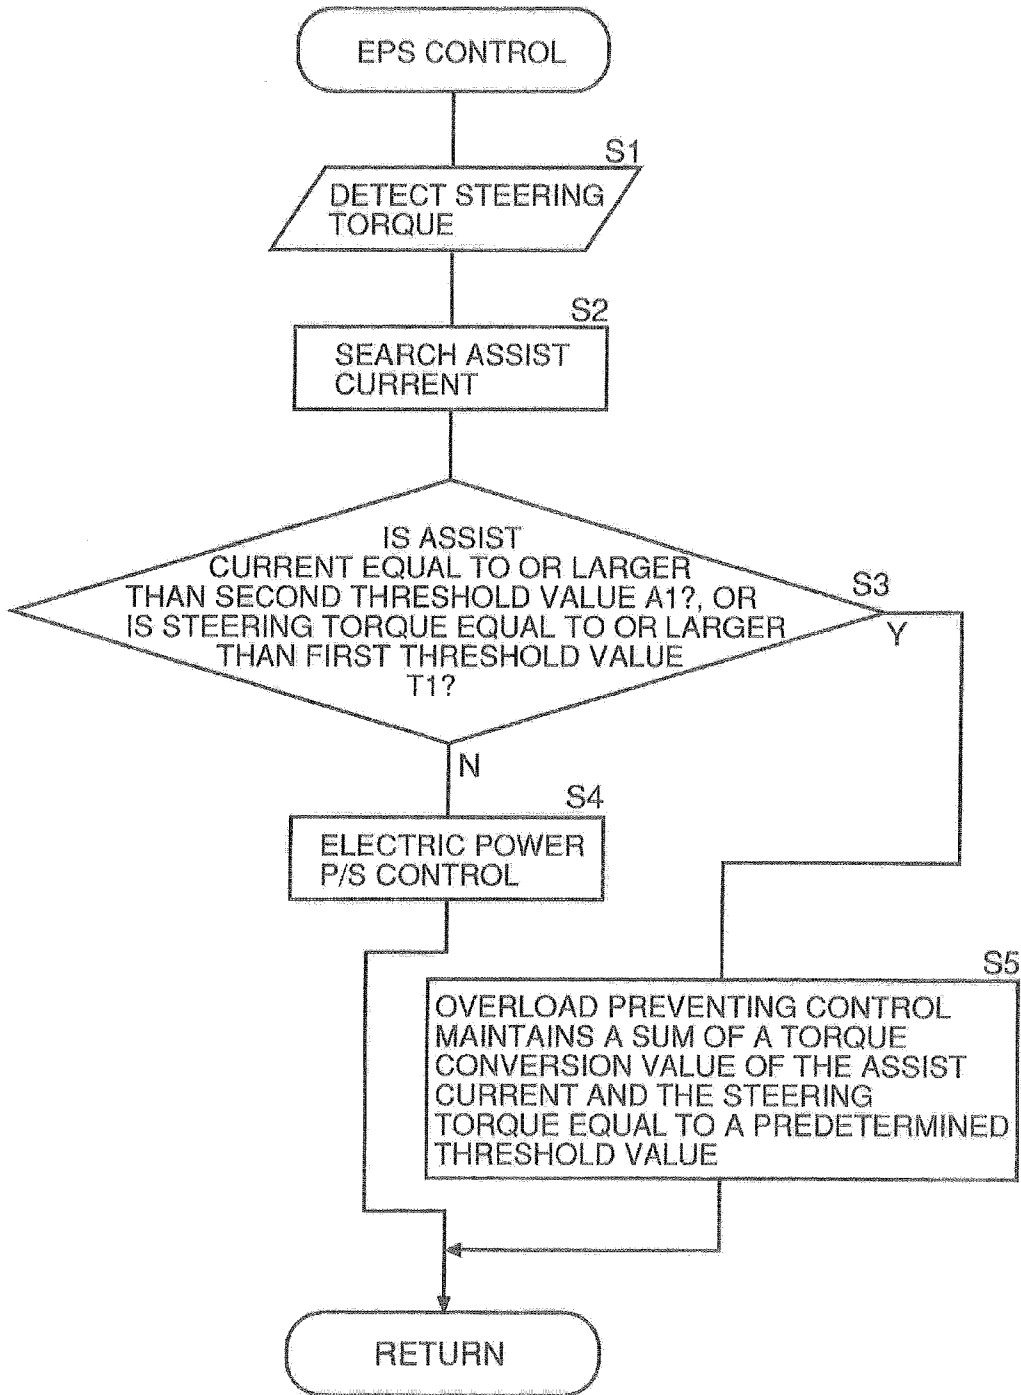 EPS CONTROL
S1
DETECT STEERING
TORQUE
S2
SEARCH ASSIST
CURRENT
S3
IS ASSIST
CURRENT EQUAL TO OR LARGER
THAN SECOND THRESHOLD VALUE A1?, OR
IS STEERING TORQUE EQUAL TO OR LARGER
THAN FIRST THRESHOLD VALUE
T1?
Y
N
S4
ELECTRIC POWER
P/S CONTROL
S5
OVERLOAD PREVENTING CONTROL
MAINTAINS A SUM OF A TORQUE
CONVERSION VALUE OF THE ASSIST
CURRENT AND THE STEERING
TORQUE EQUAL TO A PREDETERMINED
THRESHOLD VALUE
RETURN